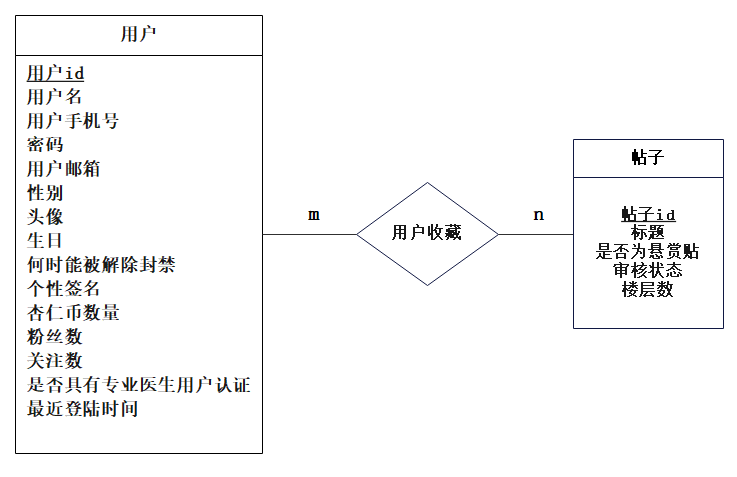 用户
用户id
用户名
用户手机号
密码
用户邮箱
性别
头像
生日
何时能被解除封禁
个性签名
杏仁币数量
粉丝数
关注数
是否具有专业医生用户认证
最近登陆时间
m
用户收藏
n
帖子
帖子id
标题
是否为悬赏贴
审核状态
楼层数